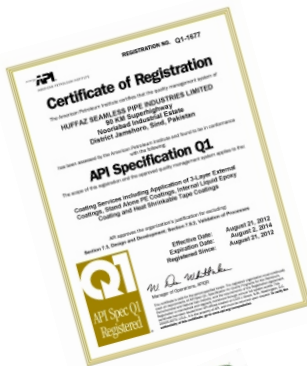 REGISTRATION NO. Q1-1677
API
AMERICAN PETROLEUM INSTITUTE
Certificate of Registration
The American Petroleum Institute certifies that the quality management system of
HUFFAZ SEAMLESS PIPE INDUSTRIES LIMITED
90 KM Superhighway
Nooriabad Industrial Estate
District Jamshoro, Sind, Pakistan
has been assessed by the American Petroleum Institute and found to be in conformance
with the following:
API Specification Q1
The scope of this registration and the approved quality management system applies to the:
Coating Services Including Application of 3-Layer External
Coatings, Stand Alone PE Coatings, Internal Liquid Epoxy
Coating and Heat Shrinkable Tape Coatings
API approves the organization's justification for excluding:
Section 7.3, Design and Development, Section 7.5.2, Validation of Processes
Effective Date: August 21, 2012
Expiration Date: August 2, 2014
Registered Since: August 21, 2012
Q1
API Spec Q1
Registered
Manager of Operations, APIQR